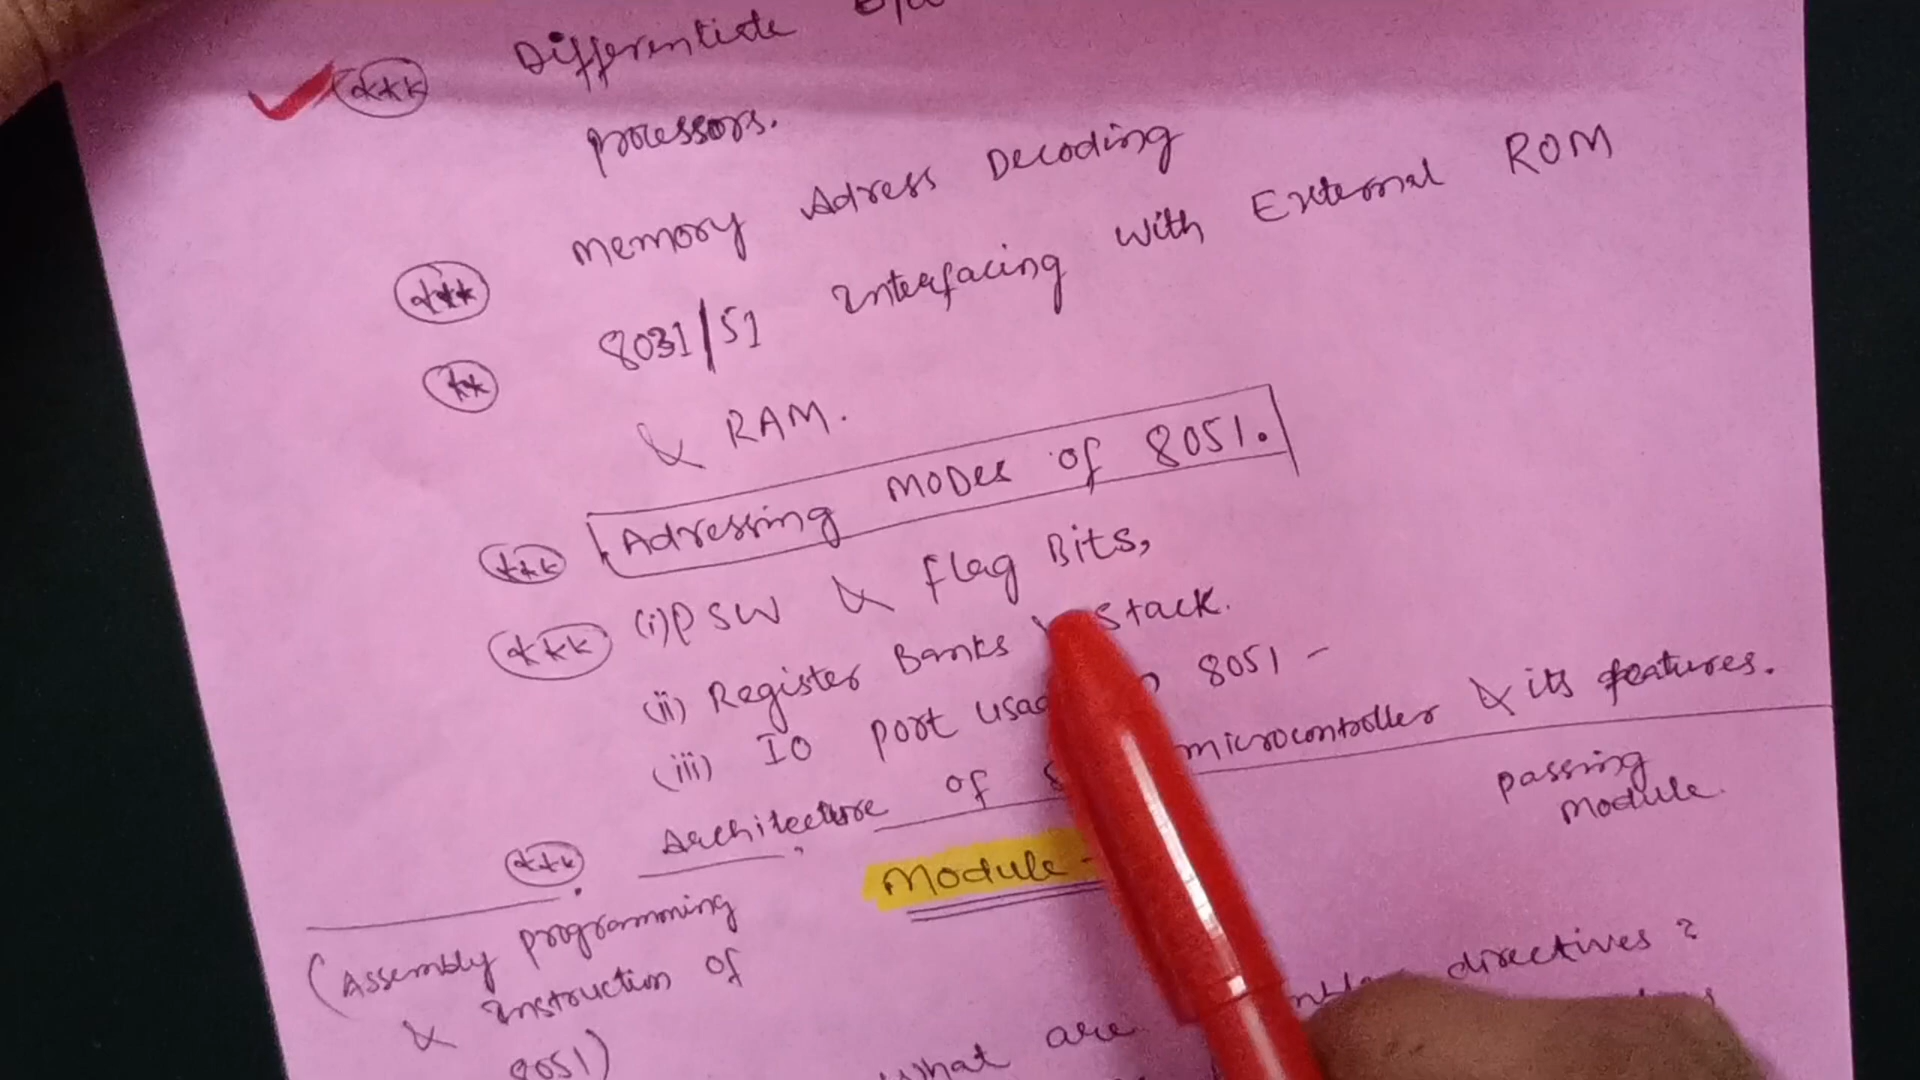 *** Differentiate
processors.
*** Memory Adress Decoding
** 8031/51 Interfacing with External ROM
& RAM.
*** Adressing Modes of 8051.
*** (i) PSW & Flag Bits,
(ii) Register Banks & Stack.
(iii) IO port 8051 -
*** Architecture of microcontroller & its features.
passing
module.
Module -
(Assembly programming
& Instruction of
8051)
directives ?
What are